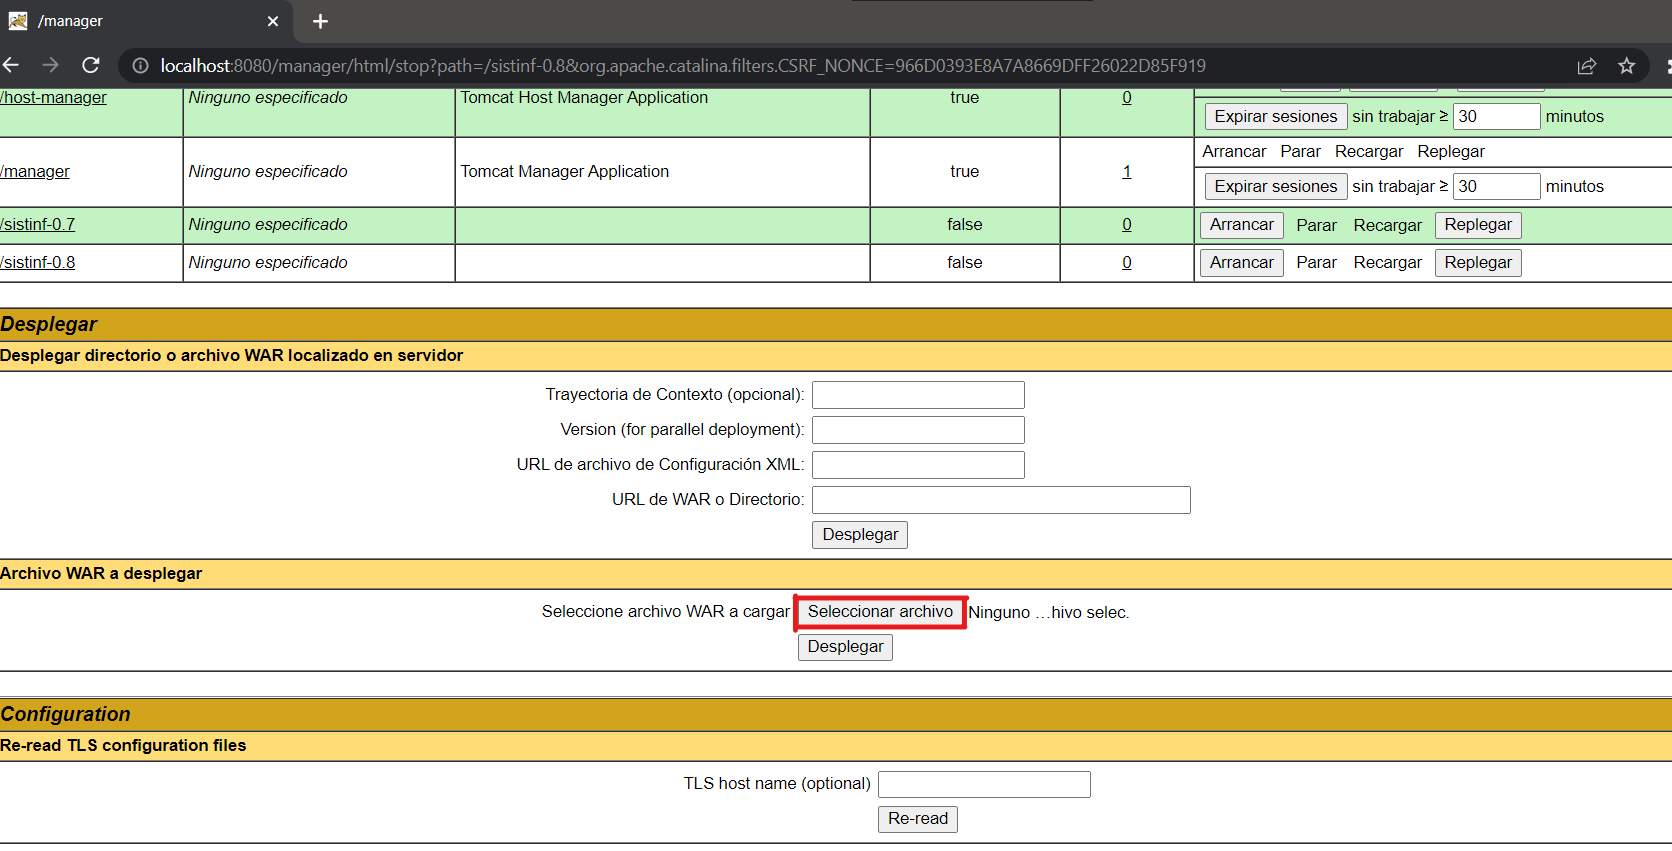 /manager
localhost:8080/manager/html/stop?path=/sistinf-0.8&org.apache.catalina.filters.CSRF_NONCE=966D0393E8A7A8669DFF26022D85F919
/host-manager Ninguno especificado Tomcat Host Manager Application true 0
Expirar sesiones sin trabajar ≥ 30 minutos
Arrancar Parar Recargar Replegar
/manager Ninguno especificado Tomcat Manager Application true 1
Expirar sesiones sin trabajar ≥ 30 minutos
/sistinf-0.7 Ninguno especificado false 0 Arrancar Parar Recargar Replegar
/sistinf-0.8 Ninguno especificado false 0 Arrancar Parar Recargar Replegar
Desplegar
Desplegar directorio o archivo WAR localizado en servidor
Trayectoria de Contexto (opcional):
Version (for parallel deployment):
URL de archivo de Configuración XML:
URL de WAR o Directorio:
Desplegar
Archivo WAR a desplegar
Seleccione archivo WAR a cargar Seleccionar archivo Ninguno …hivo selec.
Desplegar
Configuration
Re-read TLS configuration files
TLS host name (optional)
Re-read